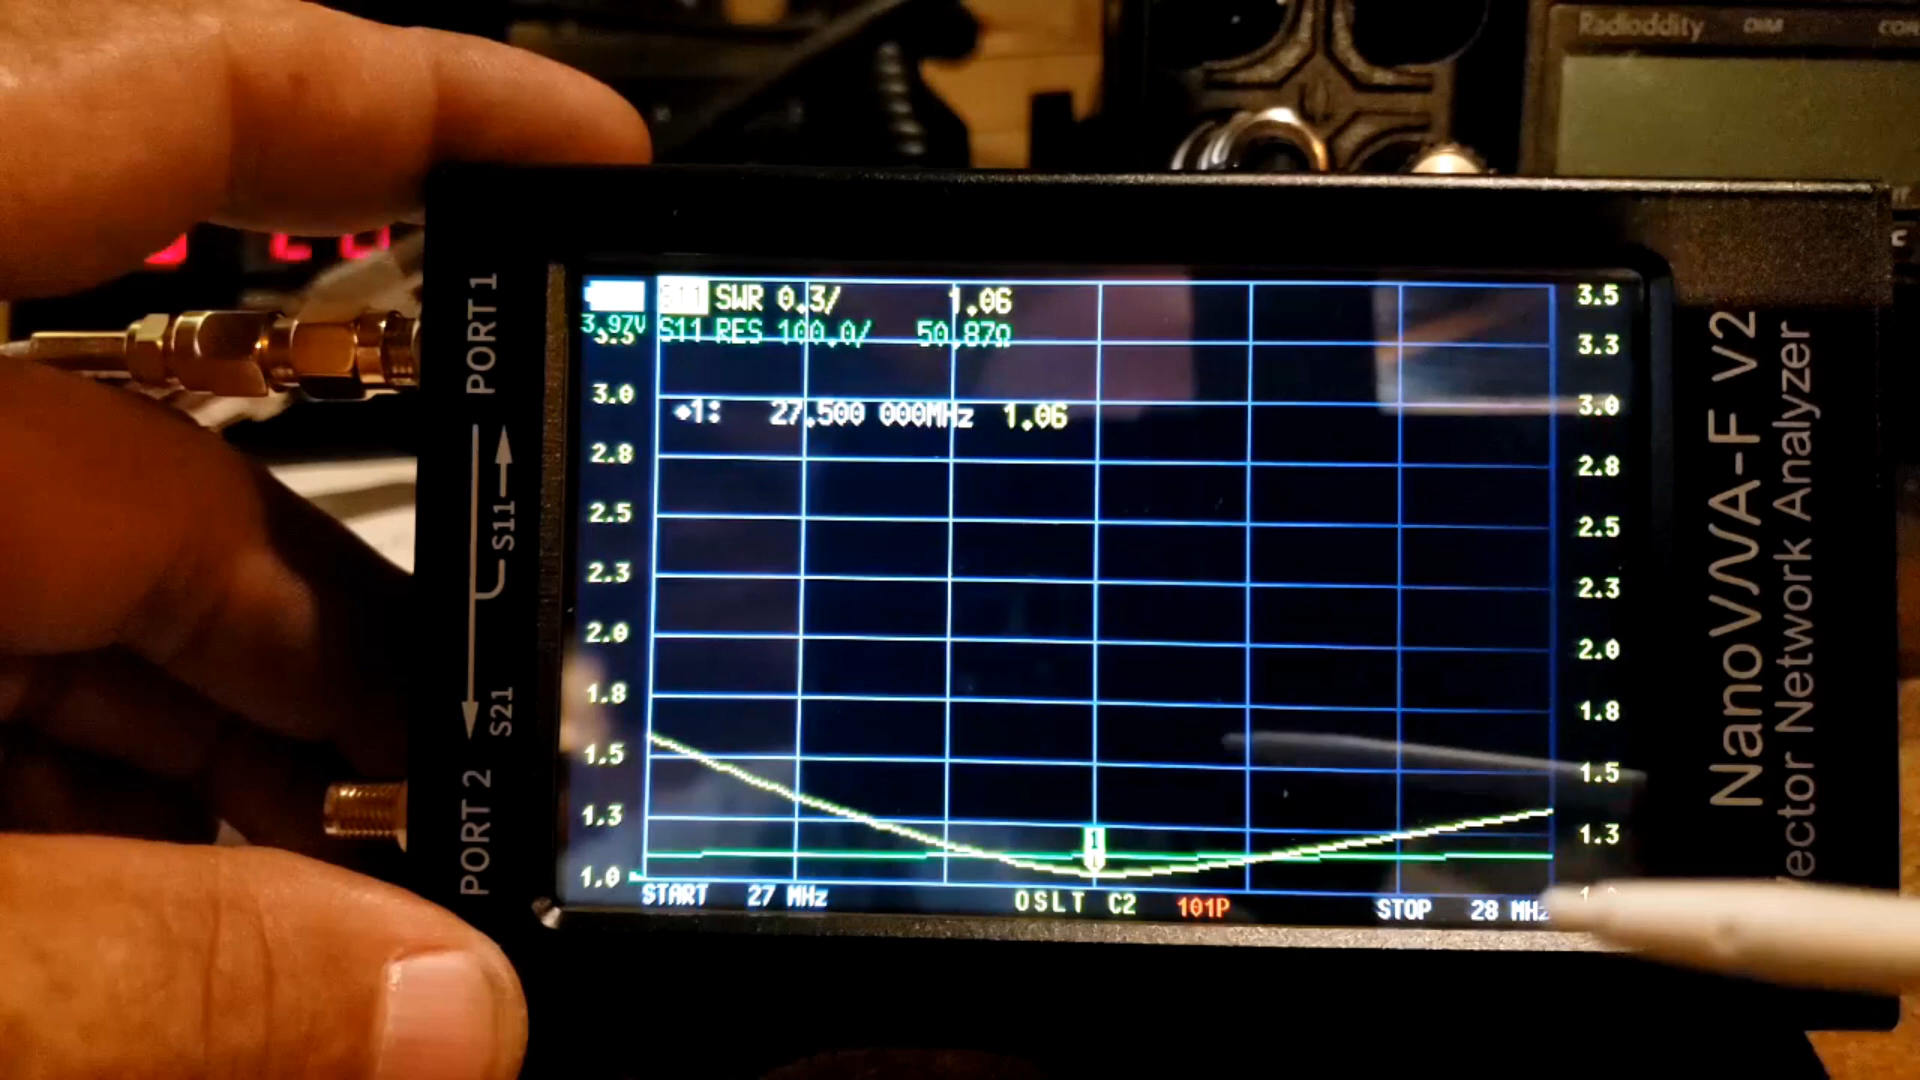 Radioddity DIM
PORT1
S11
S21
PORT 2
S11 SWR 0.3/ 1.06
3.97V
S11 RES 100.0/ 50.87Ω
◆1: 27.500 000MHz 1.06
3.3
3.0
2.8
2.5
2.3
2.0
1.8
1.5
1.3
1.0
3.5
3.3
3.0
2.8
2.5
2.3
2.0
1.8
1.5
1.3
1
1
START 27 MHz OSLT C2 101P STOP 28 MHz
NanoVNA-F V2
ector Network Analyzer